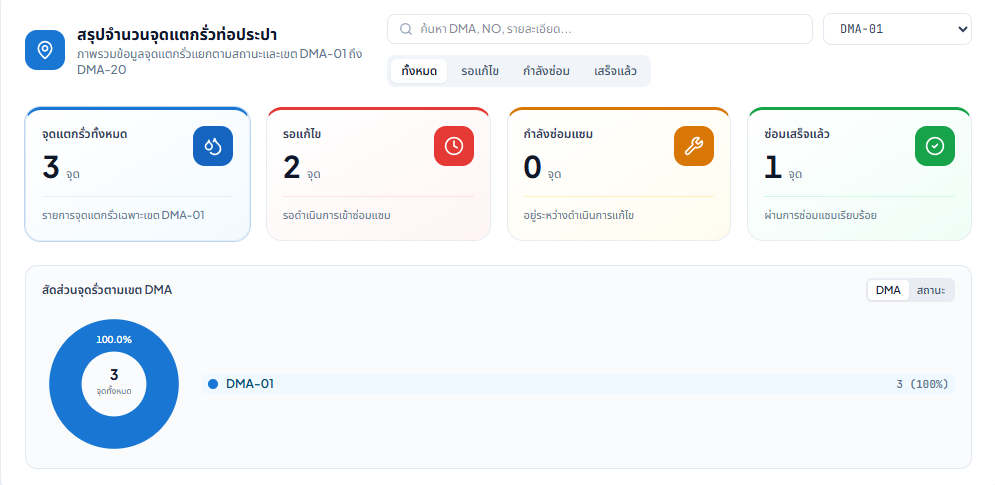 สรุปจำนวนจุดแตกรั่วท่อประปา
ภาพรวมข้อมูลจุดแตกรั่วแยกตามสถานะและเขต DMA-01 ถึง
DMA-20
ค้นหา DMA, NO, รายละเอียด...
DMA-01
ทั้งหมด รอแก้ไข กำลังซ่อม เสร็จแล้ว
จุดแตกรั่วทั้งหมด
3 จุด
รายการจุดแตกรั่วเฉพาะเขต DMA-01
รอแก้ไข
2 จุด
รอดำเนินการเข้าซ่อมแซม
กำลังซ่อมแซม
0 จุด
อยู่ระหว่างดำเนินการแก้ไข
ซ่อมเสร็จแล้ว
1 จุด
ผ่านการซ่อมแซมเรียบร้อย
สัดส่วนจุดรั่วตามเขต DMA
DMA สถานะ
100.0%
3
จุดทั้งหมด
DMA-01 3 (100%)